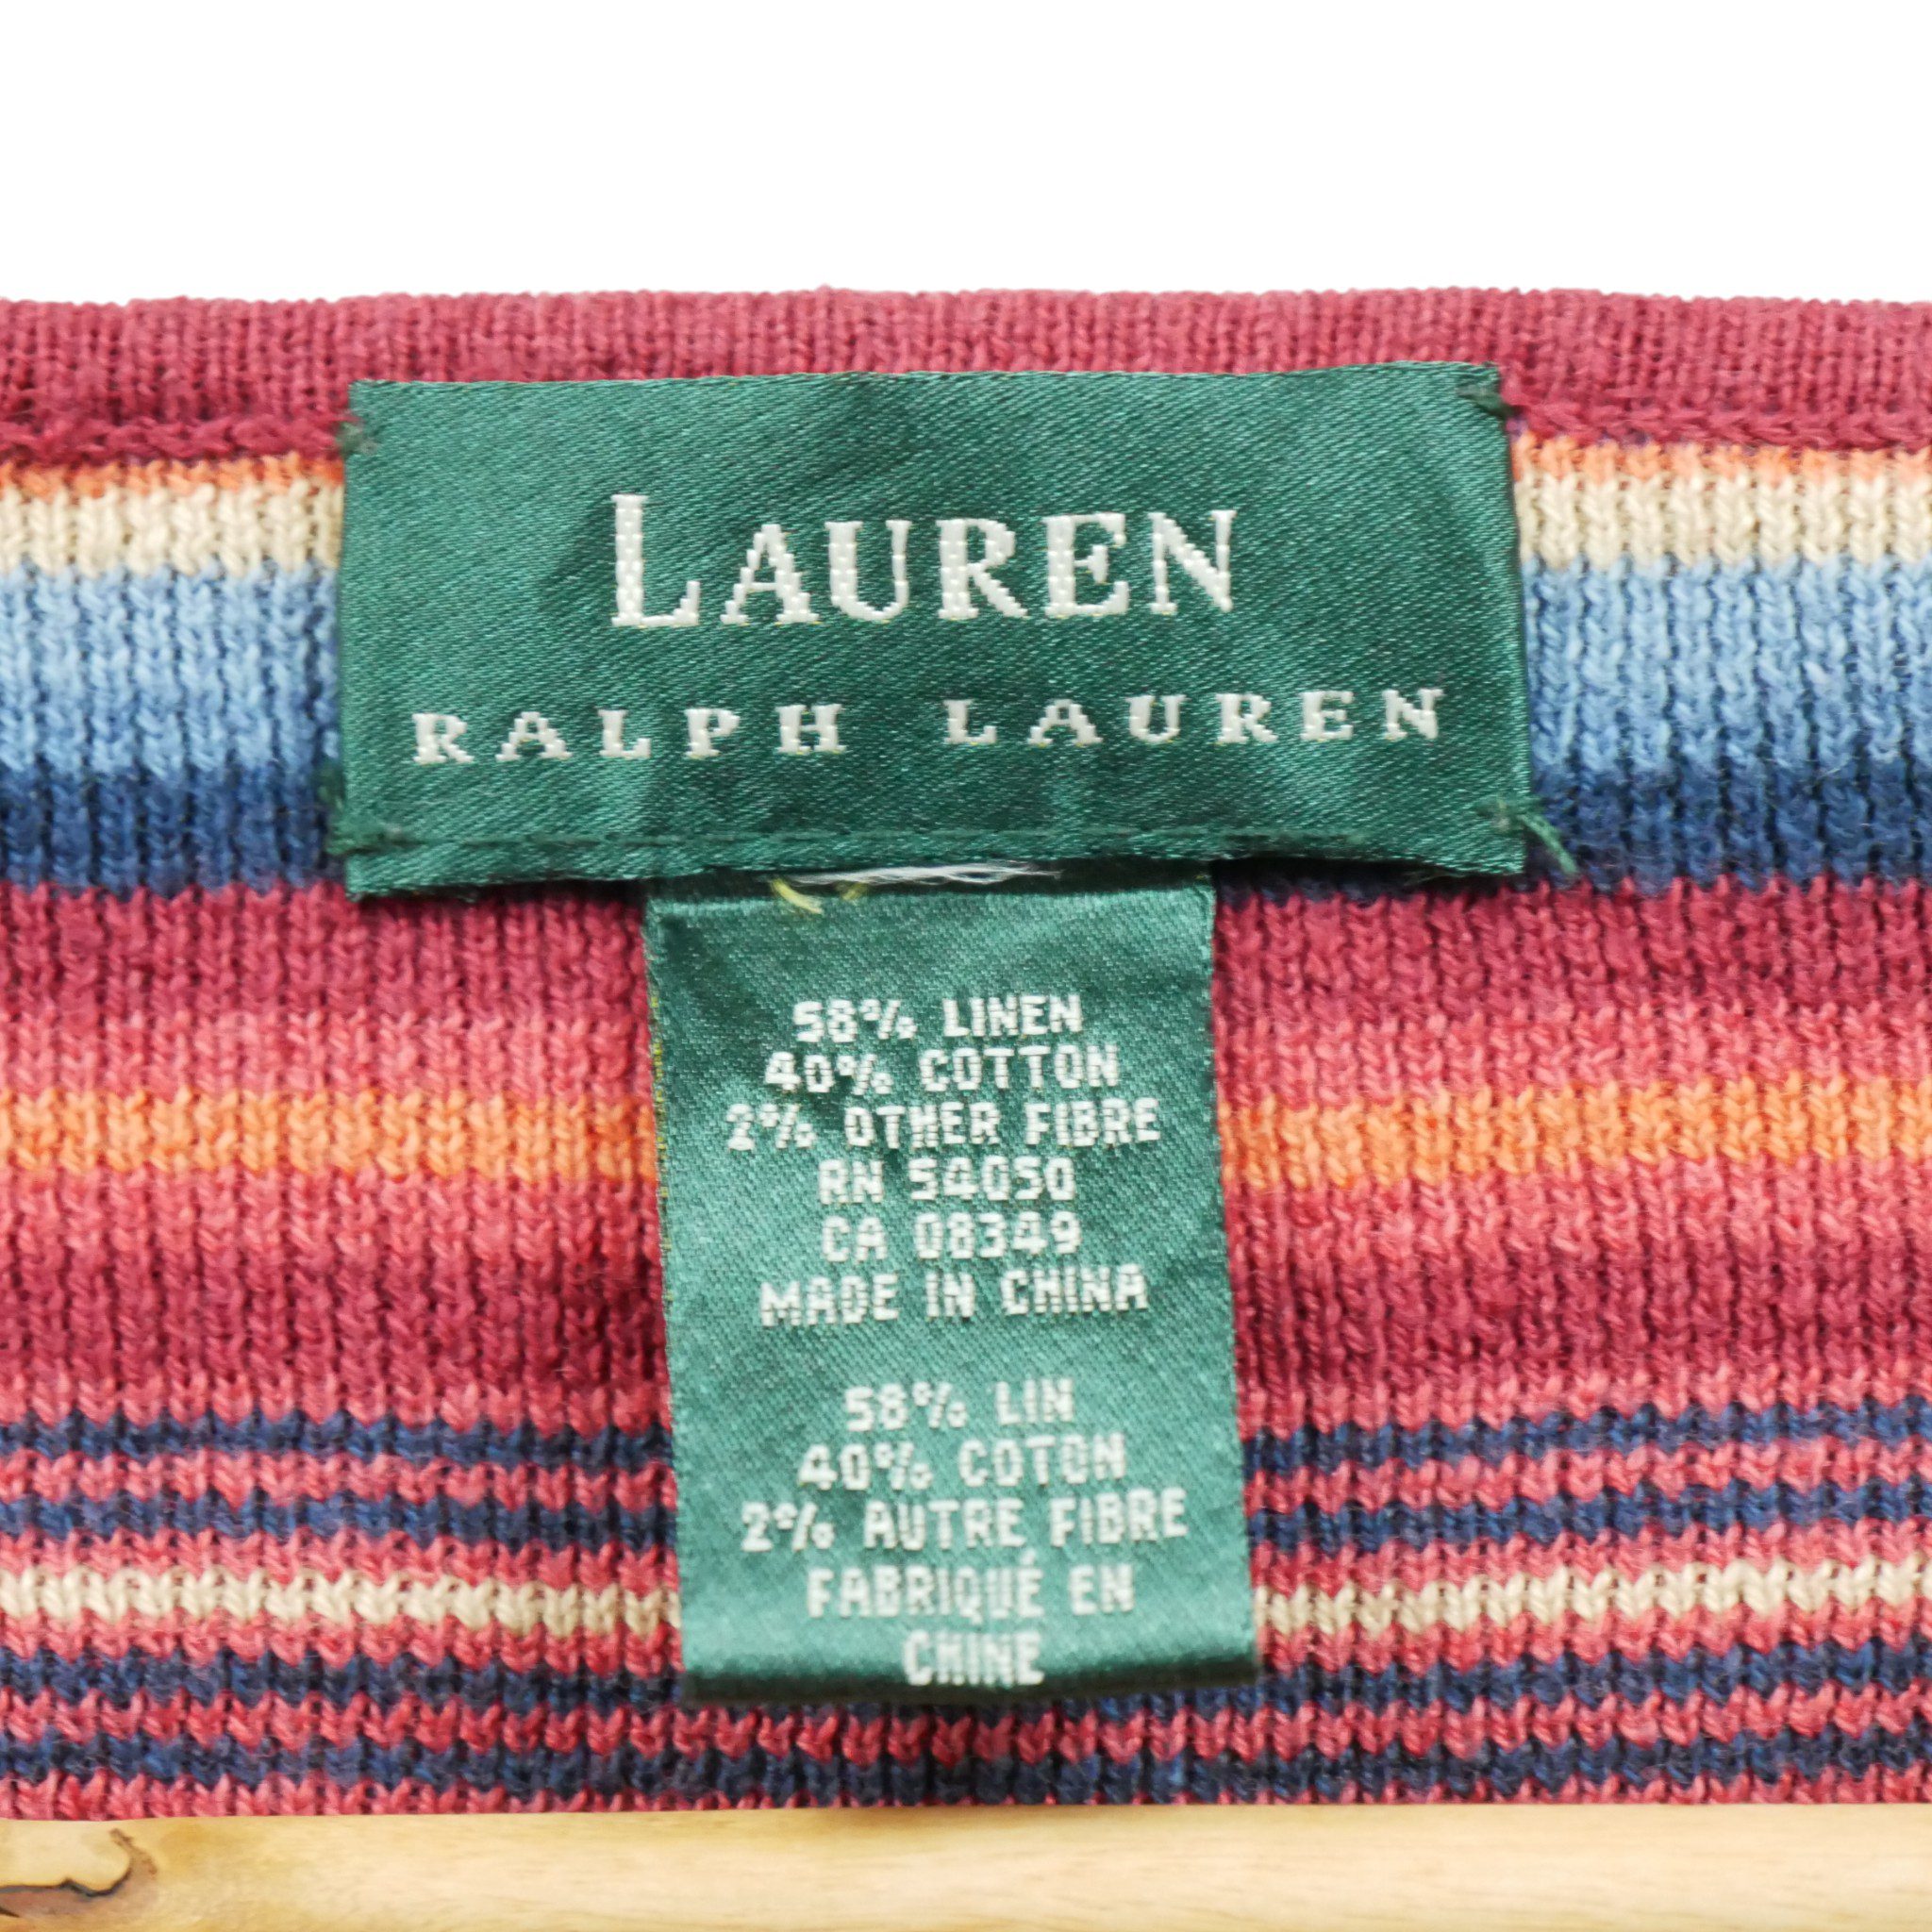 LAUREN
RALPH LAUREN
58% LINEN
40% COTTON
2% OTHER FIBRE
RN 54050
CA 08349
MADE IN CHINA
58% LIN
40% COTON
2% AUTRE FIBRE
FABRIQUÉ EN
CHINE